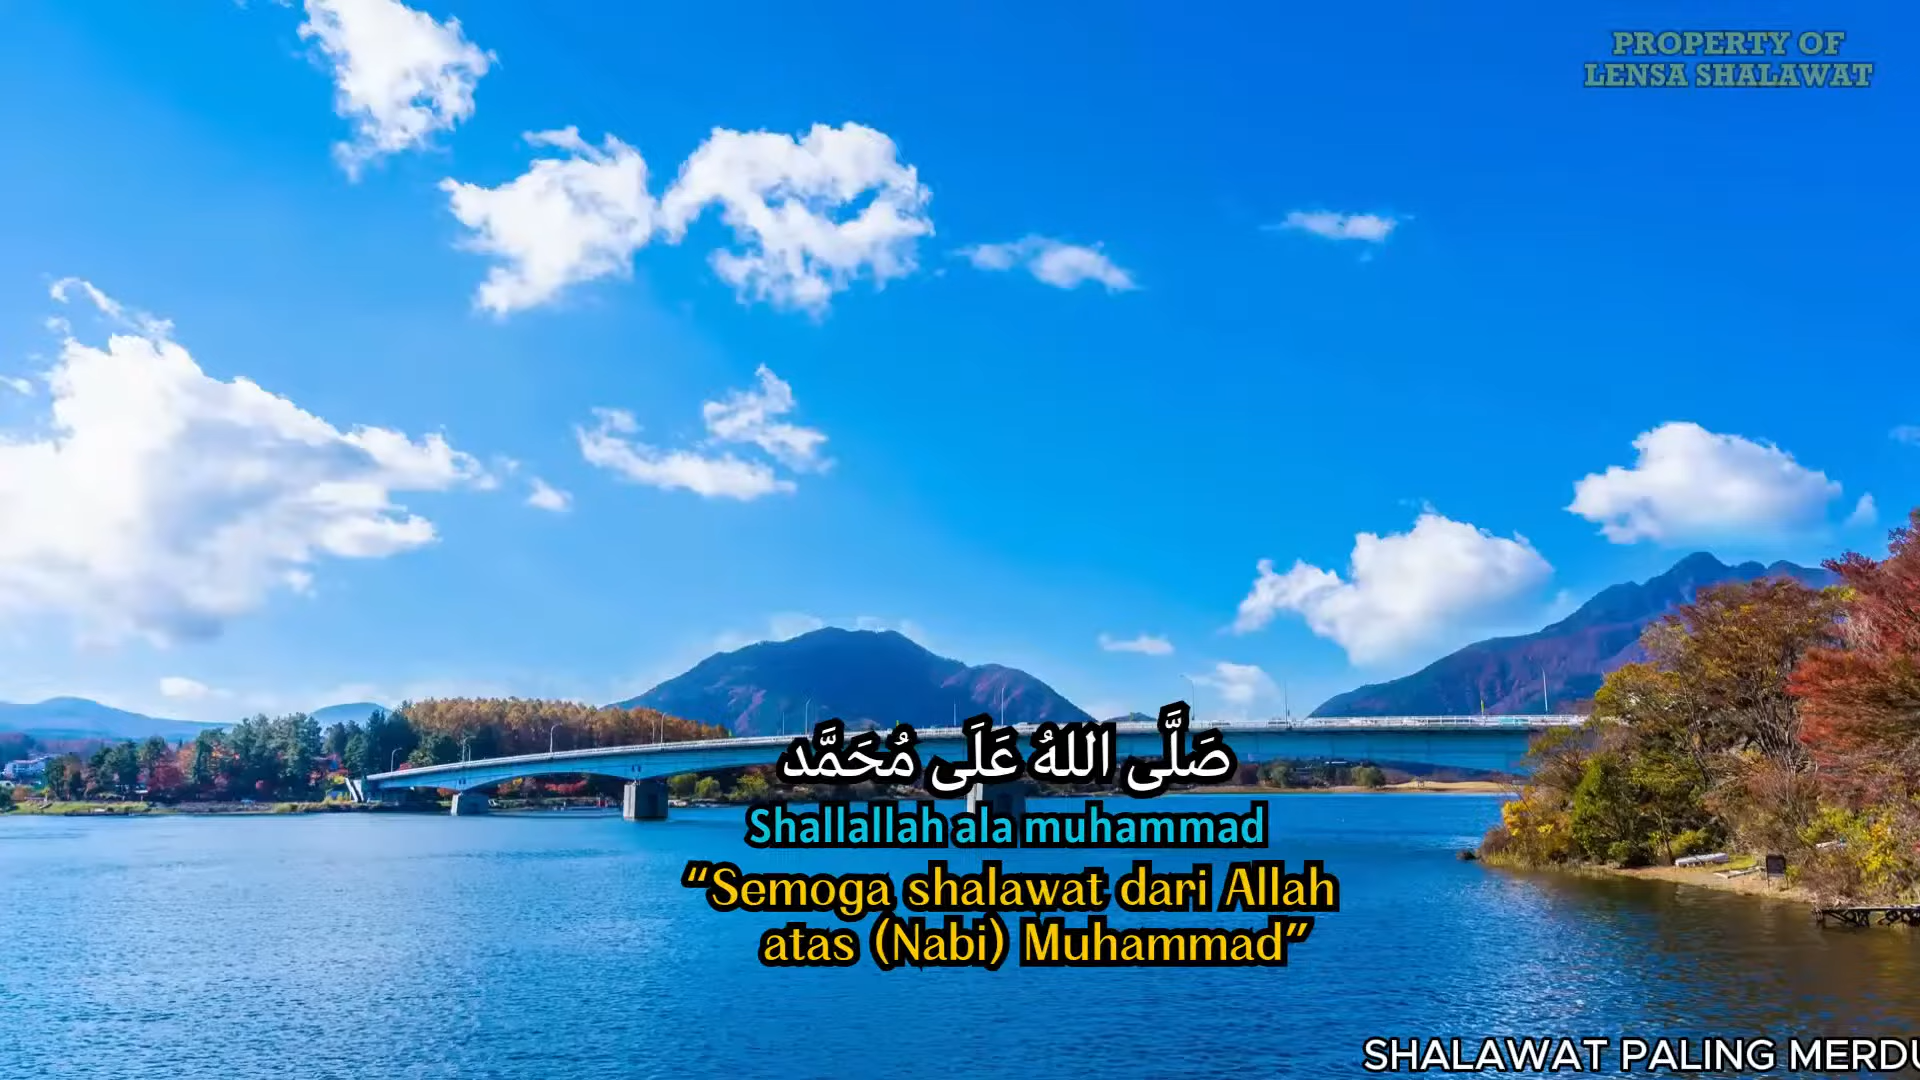 PROPERTY OF
LENSA SHALAWAT
صَلَّى اللهُ عَلَى مُحَمَّد
Shallallah ala muhammad
“Semoga shalawat dari Allah
atas (Nabi) Muhammad”
SHALAWAT PALING MERDU